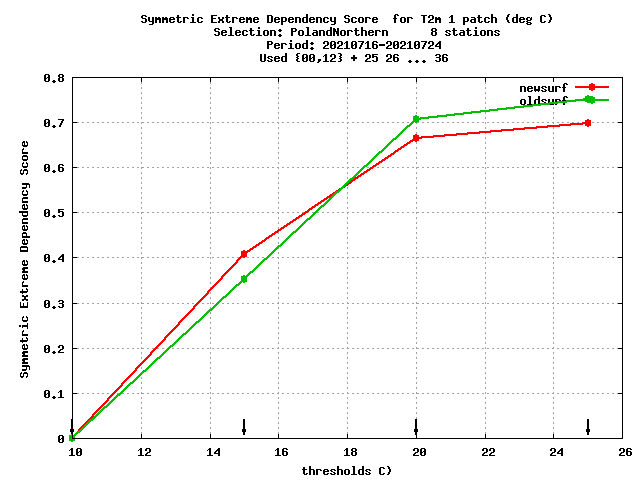 Symmetric Extreme Dependency Score for T2m 1 patch (deg C)
Selection: PolandNorthern 8 stations
Period: 20210716-20210724
Used {00,12} + 25 26 ... 36
newsurf
oldsurf
0.8
0.7
0.6
0.5
0.4
0.3
0.2
0.1
0
Symmetric Extreme Dependency Score
10 12 14 16 18 20 22 24 26
thresholds C)